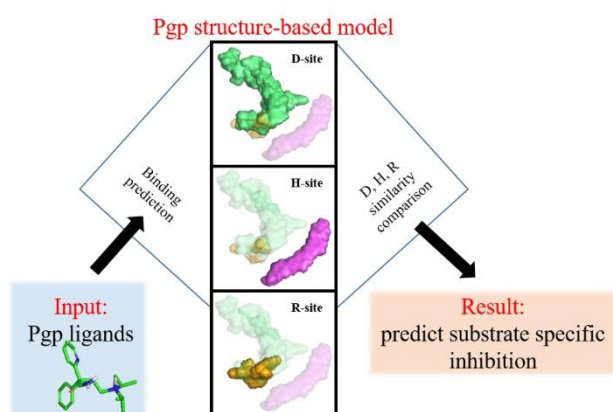 Pgp structure-based model
D-site
Binding
prediction
H-site
D, H, R
similarity
comparison
R-site
Input:
Pgp ligands
Result:
predict substrate specific
inhibition